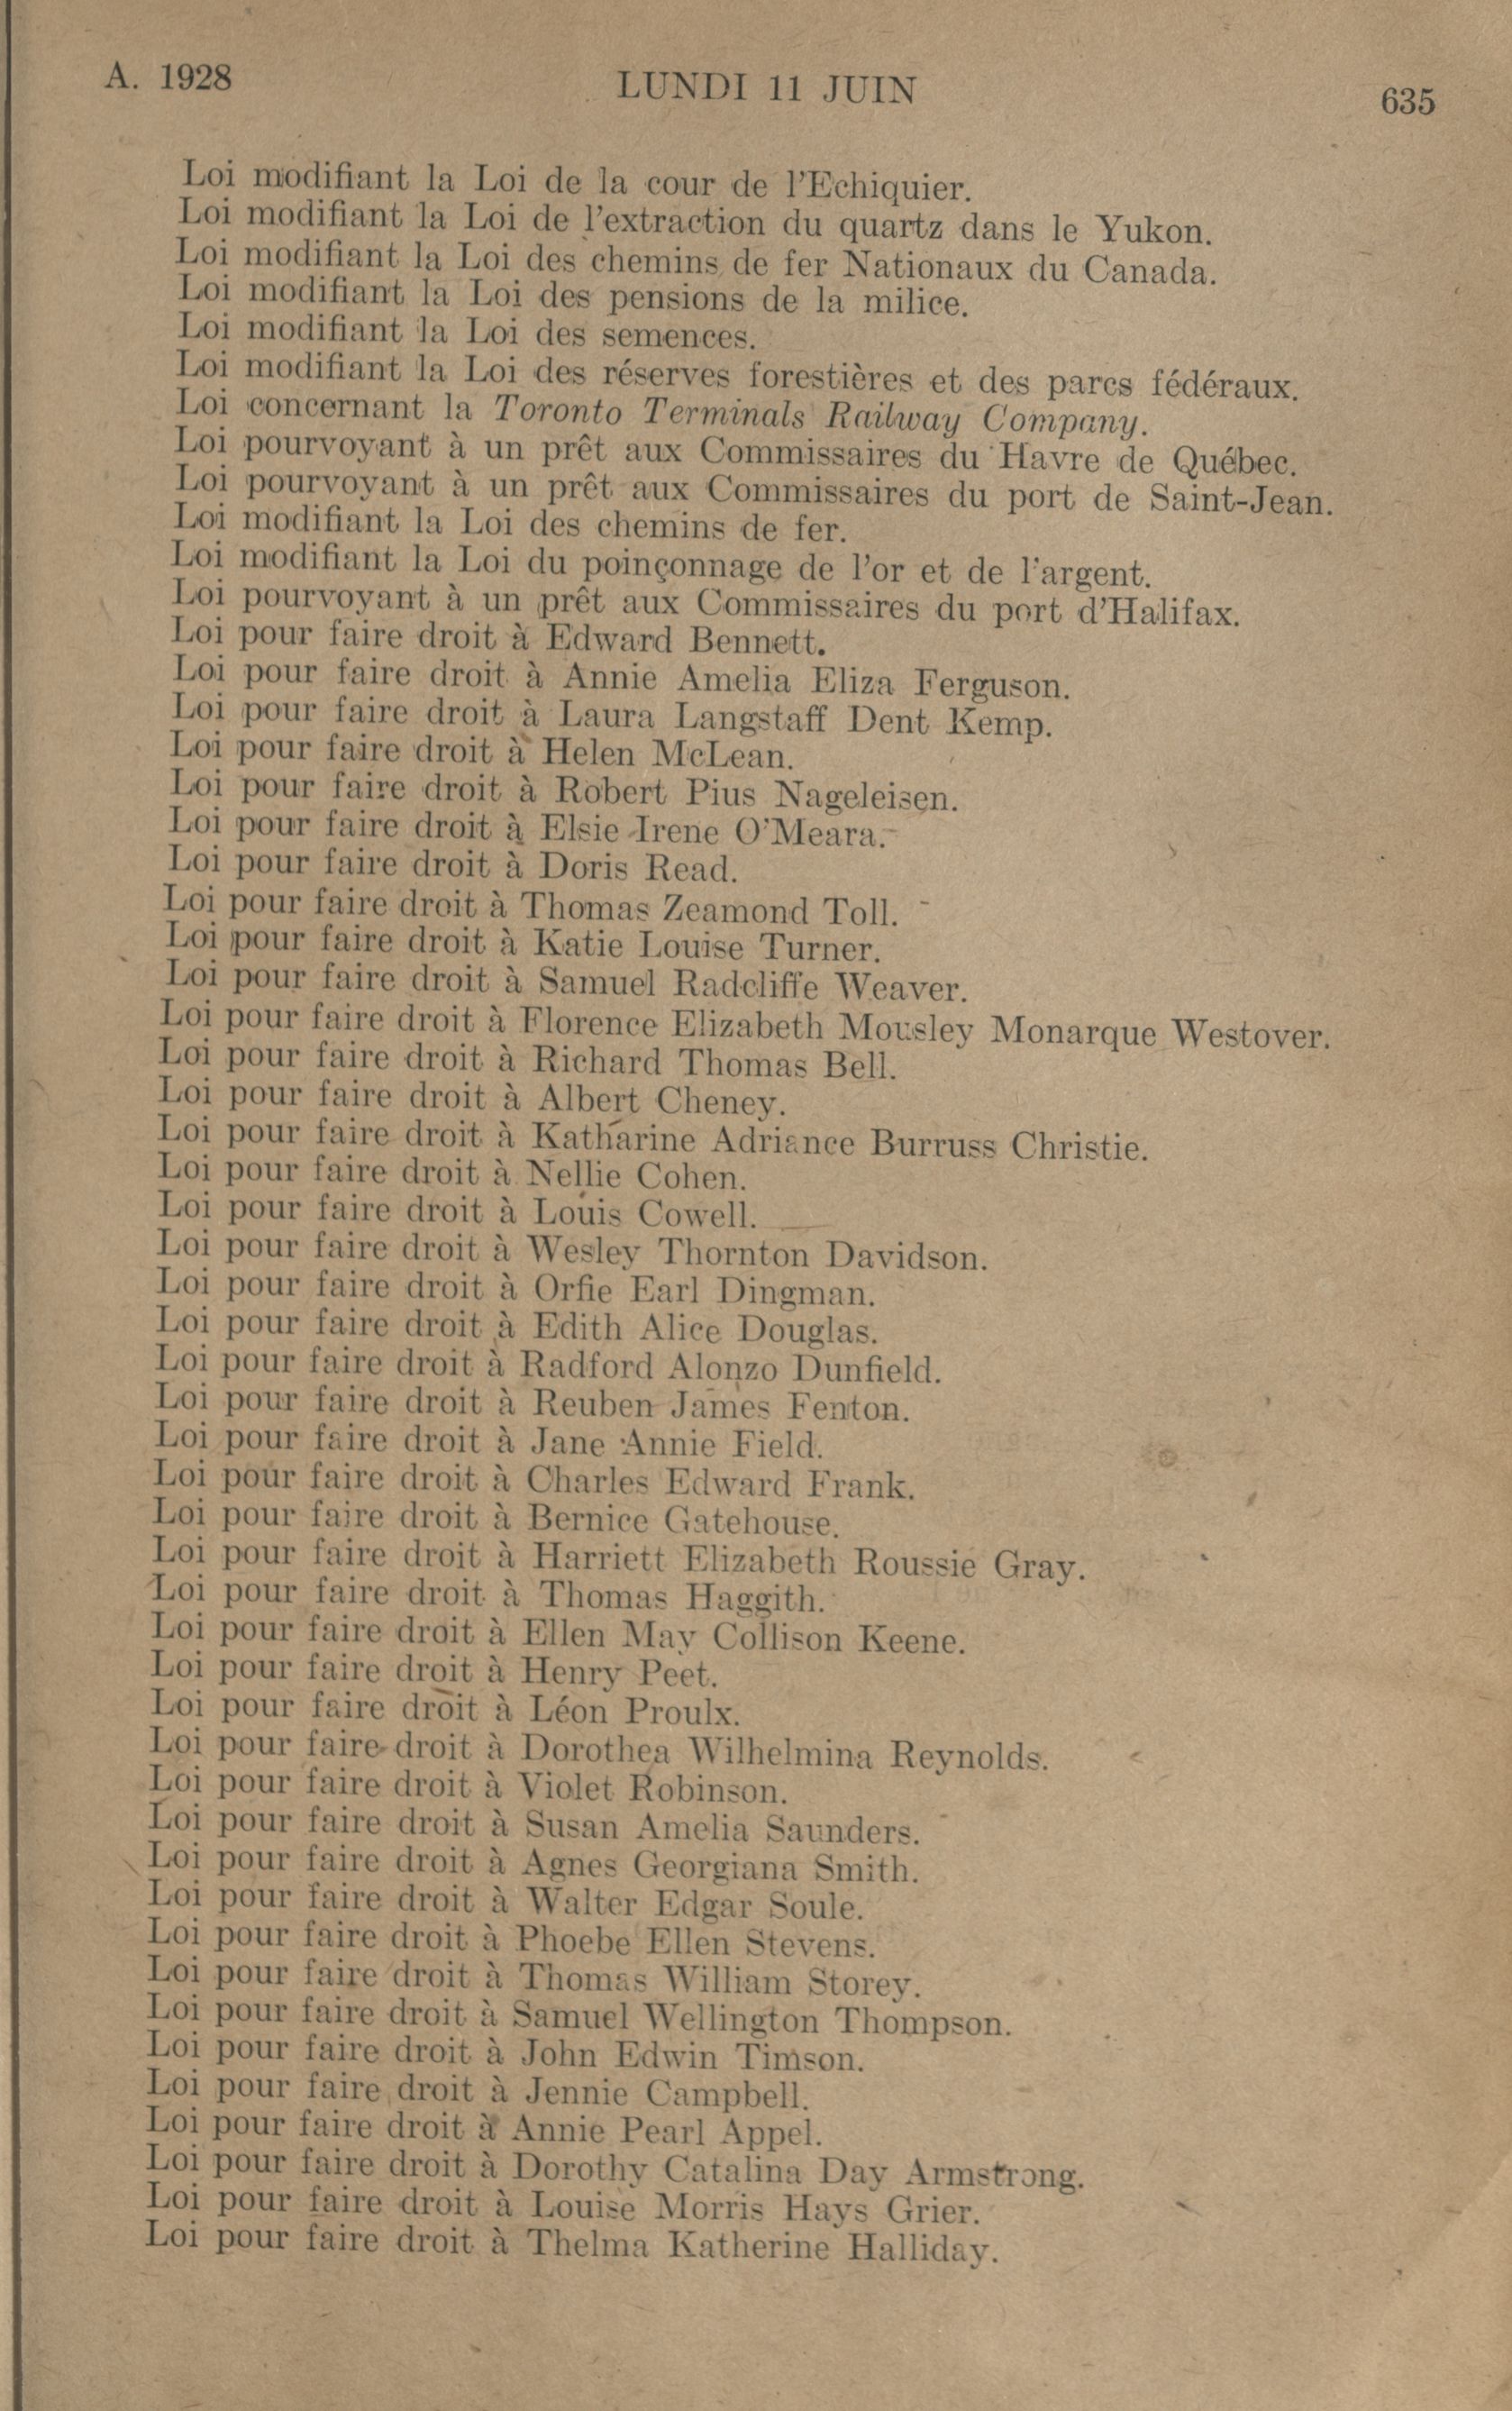 A. 1928
LUNDI 11 JUIN
635
Loi modifiant la Loi de la cour de l'Echiquier.
Loi modifiant la Loi de l'extraction du quartz dans le Yukon.
Loi modifiant la Loi des chemins de fer Nationaux du Canada.
Loi modifiant la Loi des pensions de la milice.
Loi modifiant la Loi des semences.
Loi modifiant la Loi des réserves forestières et des parcs fédéraux.
Loi concernant la Toronto Terminals Railway Company.
Loi pourvoyant à un prêt aux Commissaires du Havre de Québec.
Loi pourvoyant à un prêt aux Commissaires du port de Saint-Jean.
Loi modifiant la Loi des chemins de fer.
Loi modifiant la Loi du poinçonnage de l'or et de l'argent.
Loi pourvoyant à un prêt aux Commissaires du port d'Halifax.
Loi pour faire droit à Edward Bennett.
Loi pour faire droit à Annie Amelia Eliza Ferguson.
Loi pour faire droit à Laura Langstaff Dent Kemp.
Loi pour faire droit à Helen McLean.
Loi pour faire droit à Robert Pius Nageleisen.
Loi pour faire droit à Elsie Irene O'Meara.
Loi pour faire droit à Doris Read.
Loi pour faire droit à Thomas Zeamond Toll.
Loi pour faire droit à Katie Louise Turner.
Loi pour faire droit à Samuel Radcliffe Weaver.
Loi pour faire droit à Florence Elizabeth Mousley Monarque Westover.
Loi pour faire droit à Richard Thomas Bell.
Loi pour faire droit à Albert Cheney.
Loi pour faire droit à Katharine Adriance Burruss Christie.
Loi pour faire droit à Nellie Cohen.
Loi pour faire droit à Louis Cowell.
Loi pour faire droit à Wesley Thornton Davidson.
Loi pour faire droit à Orfie Earl Dingman.
Loi pour faire droit à Edith Alice Douglas.
Loi pour faire droit à Radford Alonzo Dunfield.
Loi pour faire droit à Reuben James Fenton.
Loi pour faire droit à Jane Annie Field.
Loi pour faire droit à Charles Edward Frank.
Loi pour faire droit à Bernice Gatehouse.
Loi pour faire droit à Harriett Elizabeth Roussie Gray.
Loi pour faire droit à Thomas Haggith.
Loi pour faire droit à Ellen May Collison Keene.
Loi pour faire droit à Henry Peet.
Loi pour faire droit à Léon Proulx.
Loi pour faire droit à Dorothea Wilhelmina Reynolds.
Loi pour faire droit à Violet Robinson.
Loi pour faire droit à Susan Amelia Saunders.
Loi pour faire droit à Agnes Georgiana Smith.
Loi pour faire droit à Walter Edgar Soule.
Loi pour faire droit à Phoebe Ellen Stevens.
Loi pour faire droit à Thomas William Storey.
Loi pour faire droit à Samuel Wellington Thompson.
Loi pour faire droit à John Edwin Timson.
Loi pour faire droit à Jennie Campbell.
Loi pour faire droit à Annie Pearl Appel.
Loi pour faire droit à Dorothy Catalina Day Armstrong.
Loi pour faire droit à Louise Morris Hays Grier.
Loi pour faire droit à Thelma Katherine Halliday.